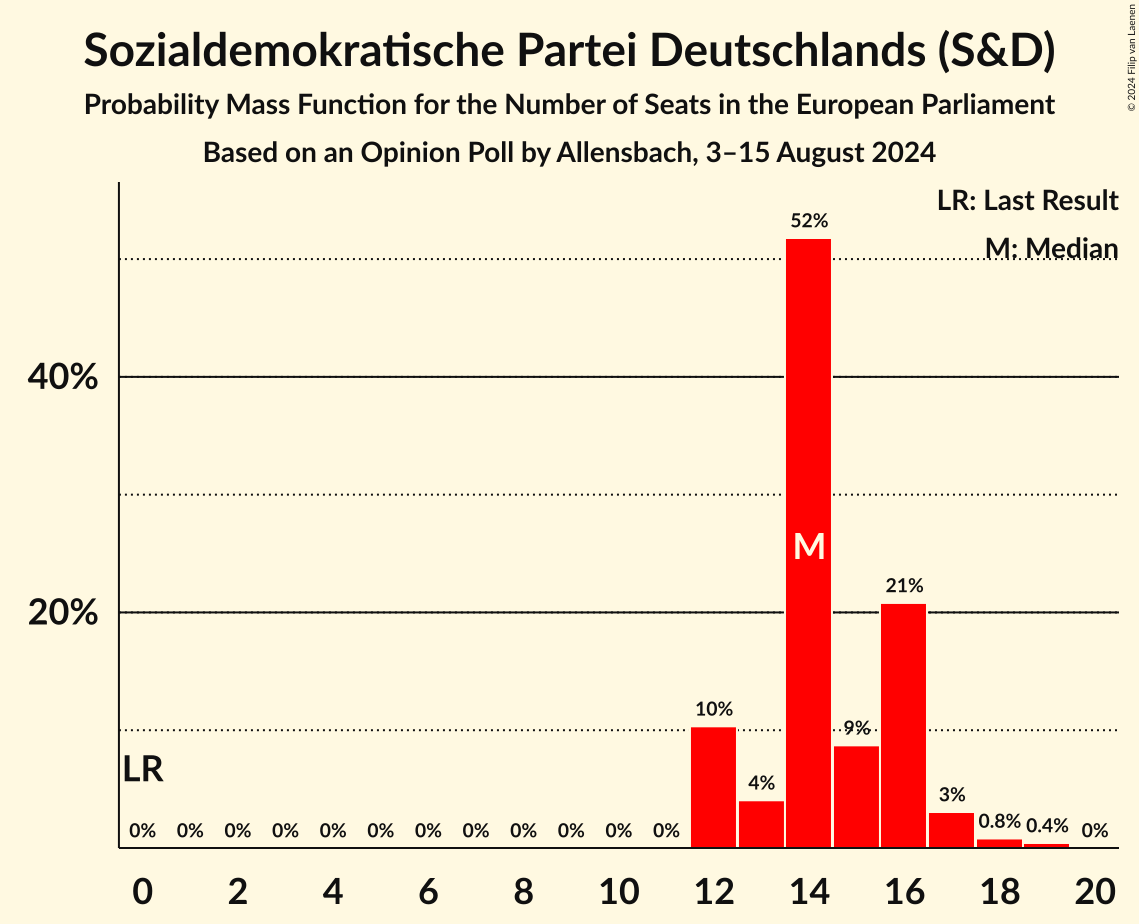 Sozialdemokratische Partei Deutschlands (S&D)
Probability Mass Function for the Number of Seats in the European Parliament
Based on an Opinion Poll by Allensbach, 3–15 August 2024
© 2024 Filip van Laenen
LR: Last Result
M: Median
52%
40%
M
21%
20%
10%
9%
LR
4%
3%
0% 0% 0% 0% 0% 0% 0% 0% 0% 0% 0% 0% 0.8% 0.4% 0%
0 2 4 6 8 10 12 14 16 18 20